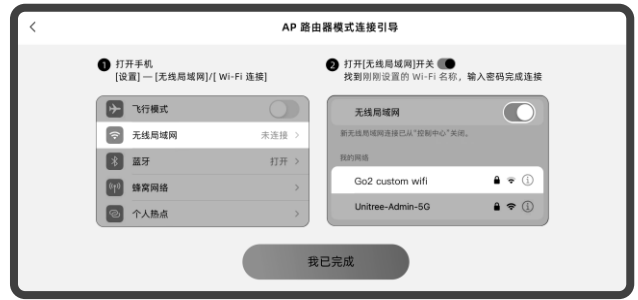 AP 路由器模式连接引导
1 打开手机
[设置] — [无线局域网]/[ Wi-Fi 连接]
飞行模式
无线局域网 未连接
蓝牙 打开
蜂窝网络
个人热点
2 打开[无线局域网]开关
找到刚刚设置的 Wi-Fi 名称，输入密码完成连接
无线局域网
新无线局域网连接已从“控制中心”关闭。
我的网络
Go2 custom wifi
Unitree-Admin-5G
我已完成